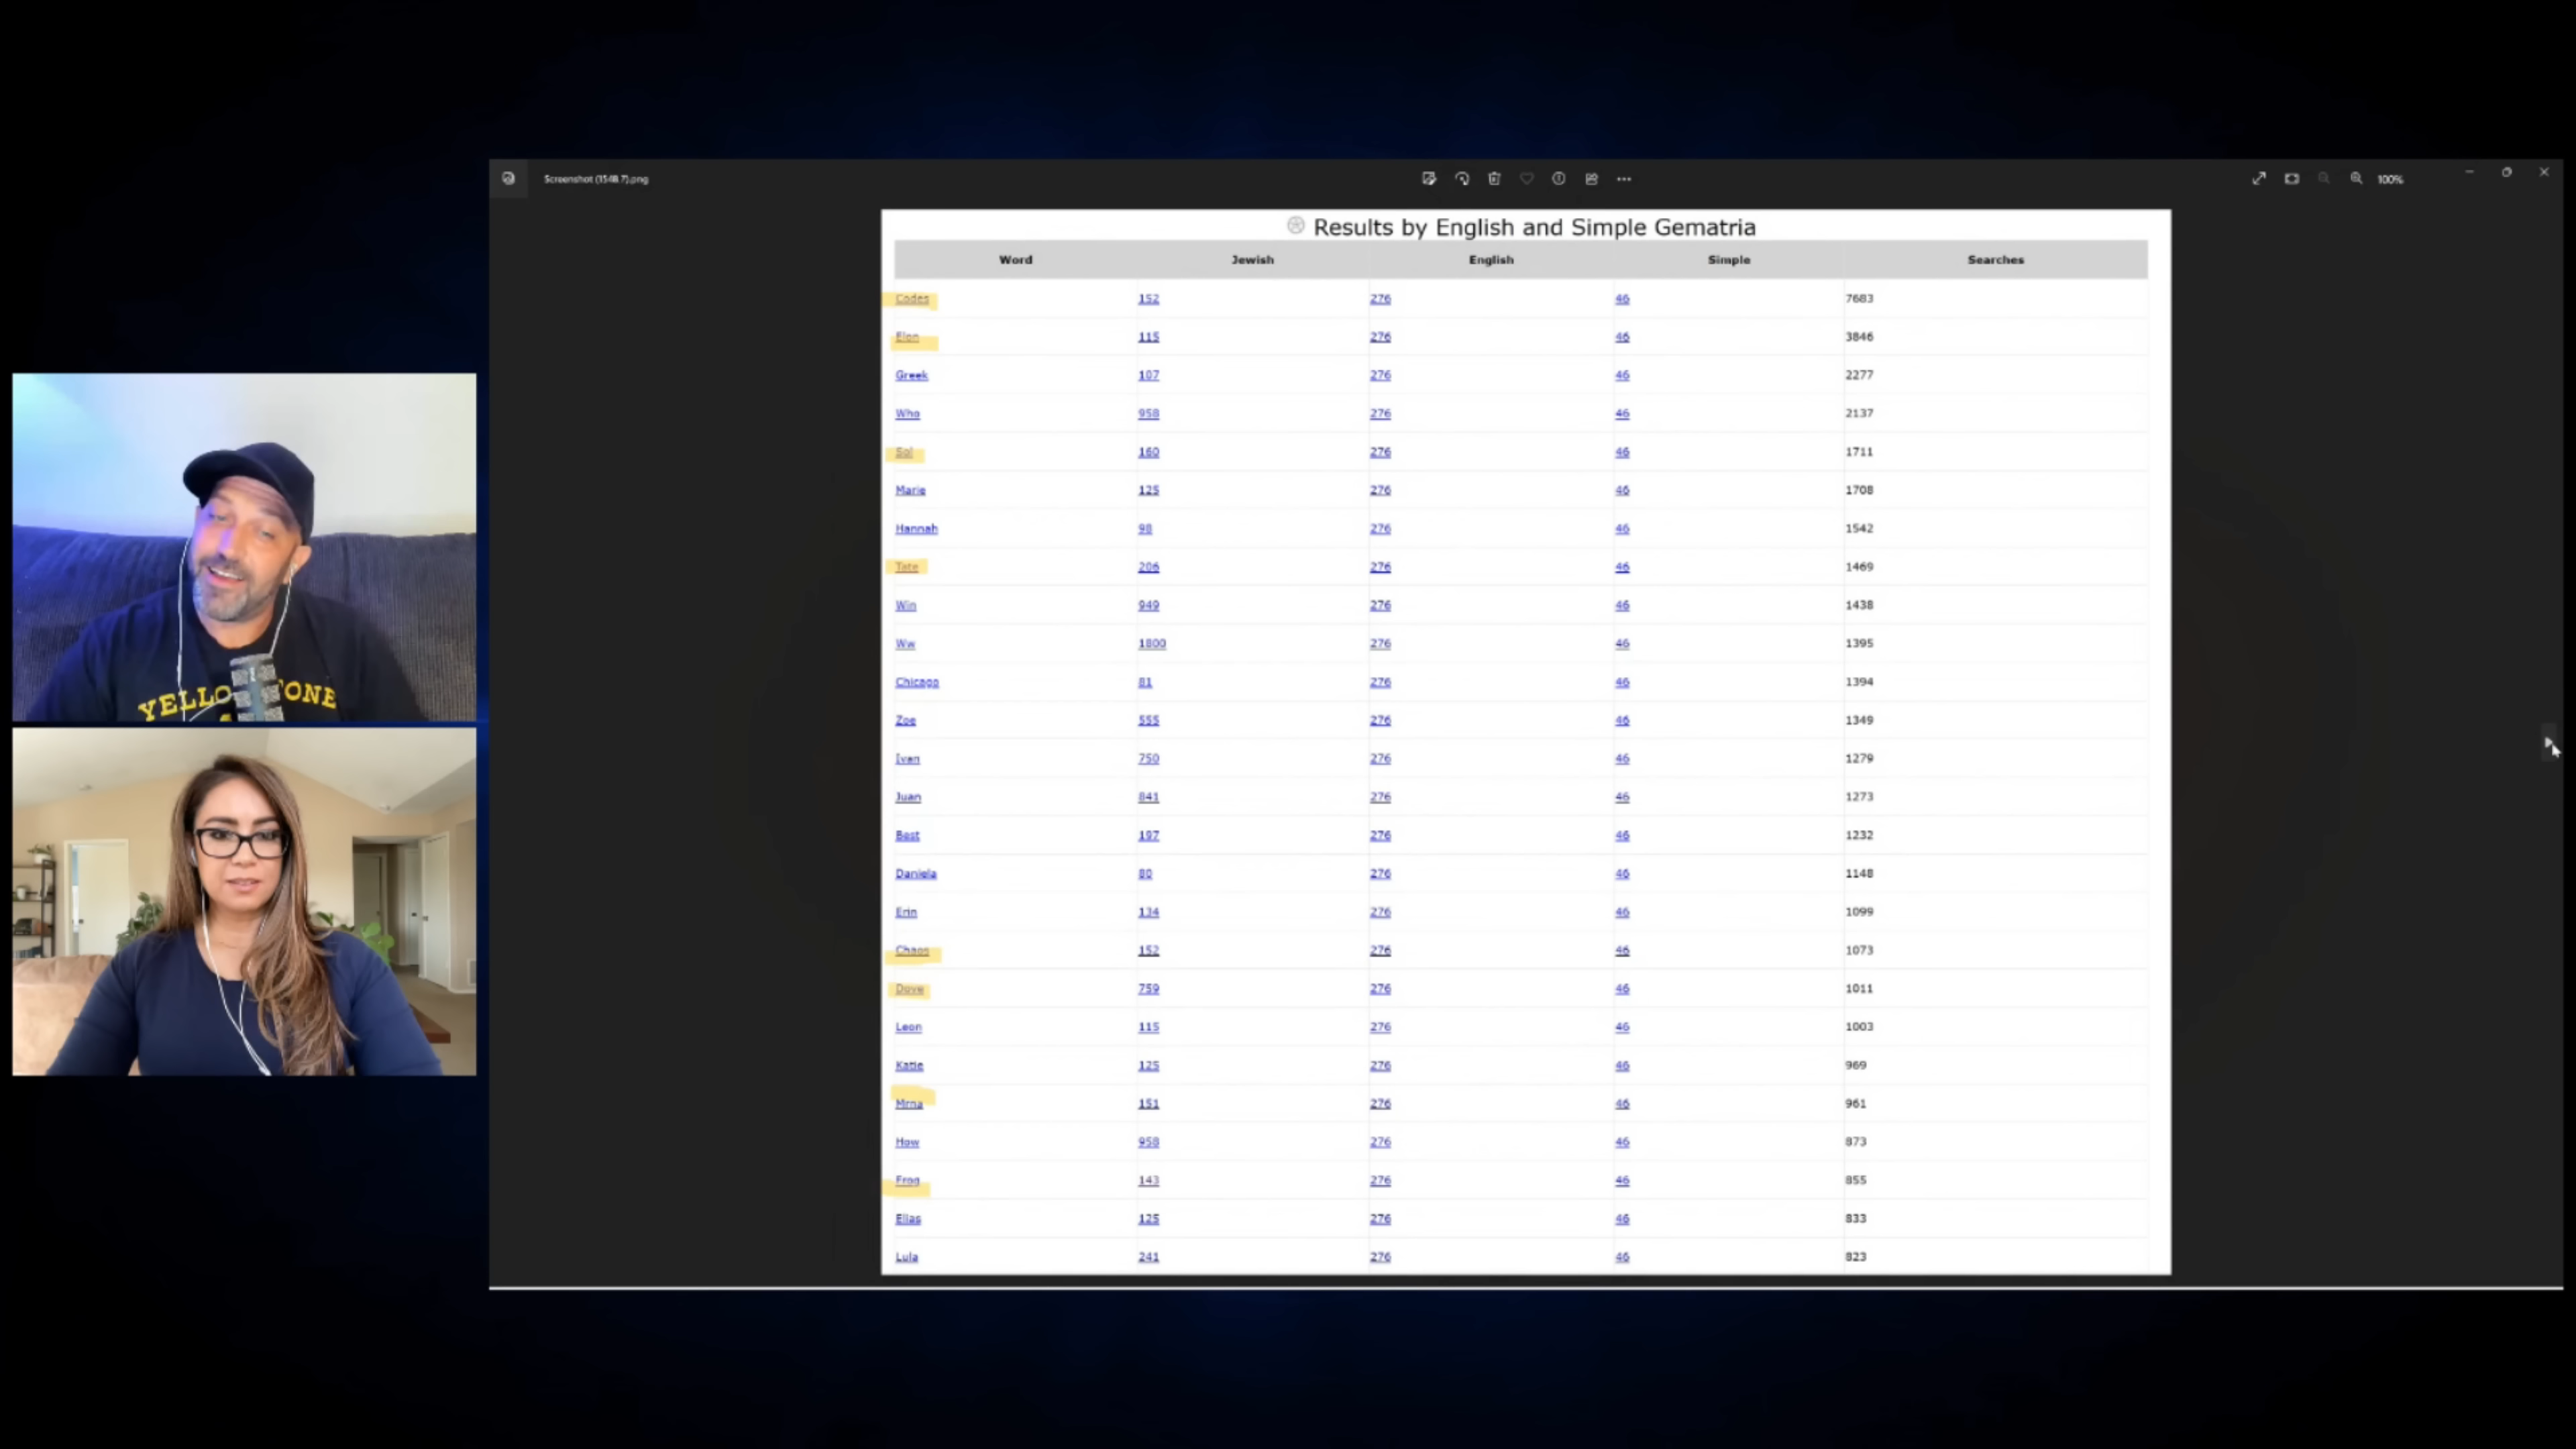 Screenshot (1548.7).png
100%
Results by English and Simple Gematria
Word Jewish English Simple Searches
Codes 152 276 46 7683
Elon 115 276 46 3846
Greek 107 276 46 2277
Who 958 276 46 2137
Sol 160 276 46 1711
Marie 125 276 46 1708
Hannah 98 276 46 1542
Tate 206 276 46 1469
Win 949 276 46 1438
Ww 1800 276 46 1395
Chicago 81 276 46 1394
Zoe 555 276 46 1349
Ivan 750 276 46 1279
Juan 841 276 46 1273
Best 197 276 46 1232
Daniela 80 276 46 1148
Erin 134 276 46 1099
Chaos 152 276 46 1073
Dove 759 276 46 1011
Leon 115 276 46 1003
Katie 125 276 46 969
Mrna 151 276 46 961
How 958 276 46 873
Frog 143 276 46 855
Elias 125 276 46 833
Lula 241 276 46 823